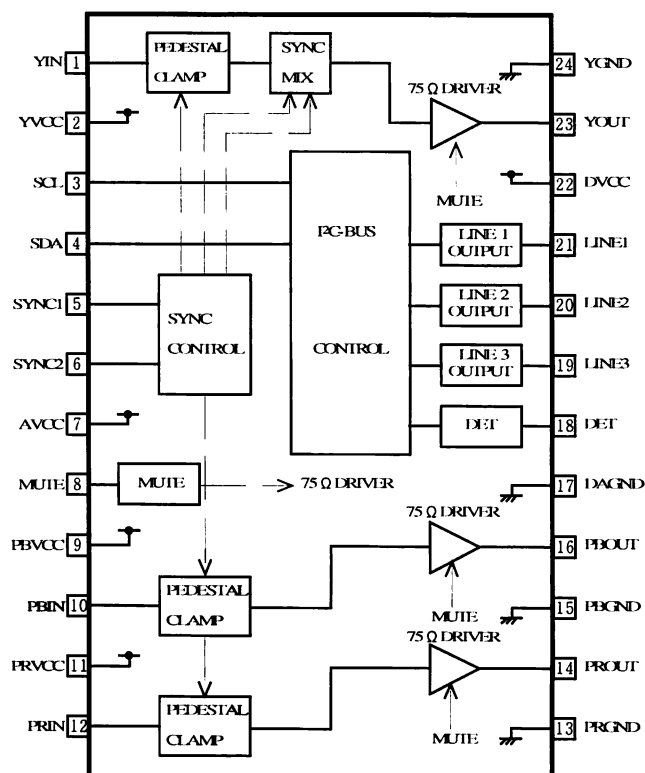 PEDESTAL
CLAMP
SYNC
MIX
YIN 1
24 YGND
75 Ω DRIVER
YVCC 2
23 YOUT
SCL 3
22 DVCC
MUTE
I²C-BUS
CONTROL
SDA 4
LINE 1
OUTPUT
21 LINE1
SYNC1 5
SYNC
CONTROL
LINE 2
OUTPUT
20 LINE2
SYNC2 6
LINE 3
OUTPUT
19 LINE3
AVCC 7
DET
18 DET
MUTE 8
MUTE
75 Ω DRIVER
17 DAGND
75 Ω DRIVER
PBVCC 9
16 PBOUT
PBIN 10
PEDESTAL
CLAMP
MUTE
15 PBGND
75 Ω DRIVER
PRVCC 11
14 PROUT
PRIN 12
PEDESTAL
CLAMP
MUTE
13 PRGND